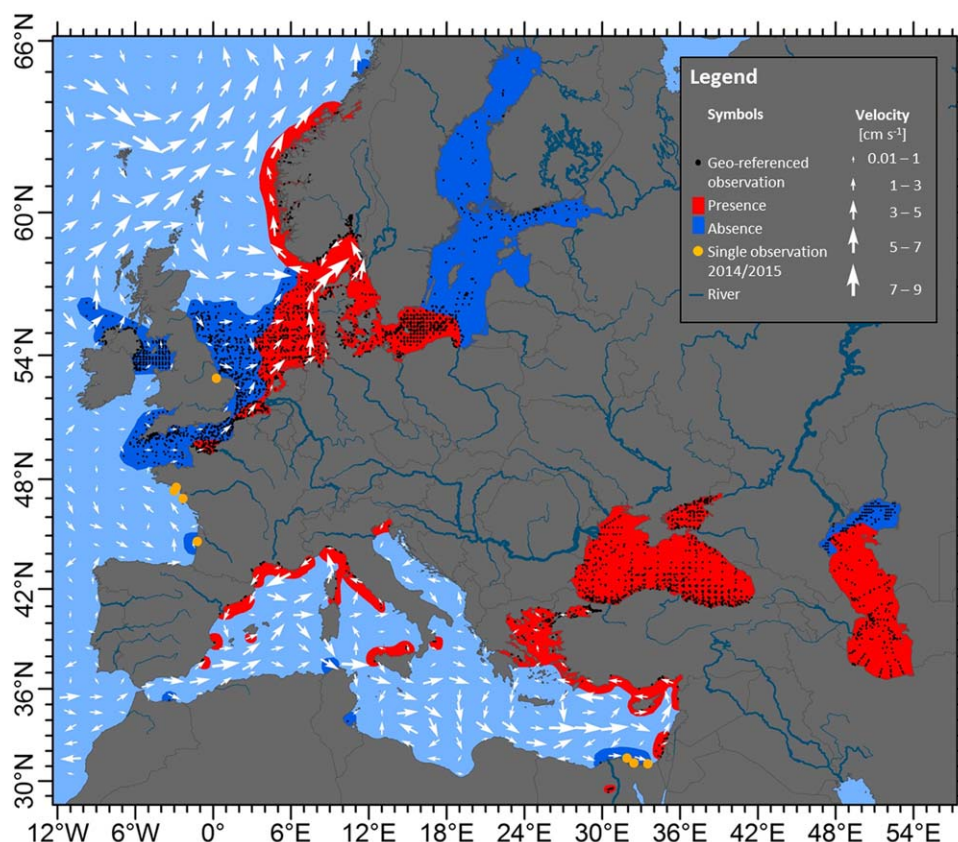 66°N
60°N
54°N
48°N
42°N
36°N
30°N
12°W
6°W
0°
6°E
12°E
18°E
24°E
30°E
36°E
42°E
48°E
54°E
Legend
Symbols
Geo-referenced
observation
Presence
Absence
Single observation
2014/2015
River
Velocity
[cm s⁻¹]
0.01 – 1
1 – 3
3 – 5
5 – 7
7 – 9